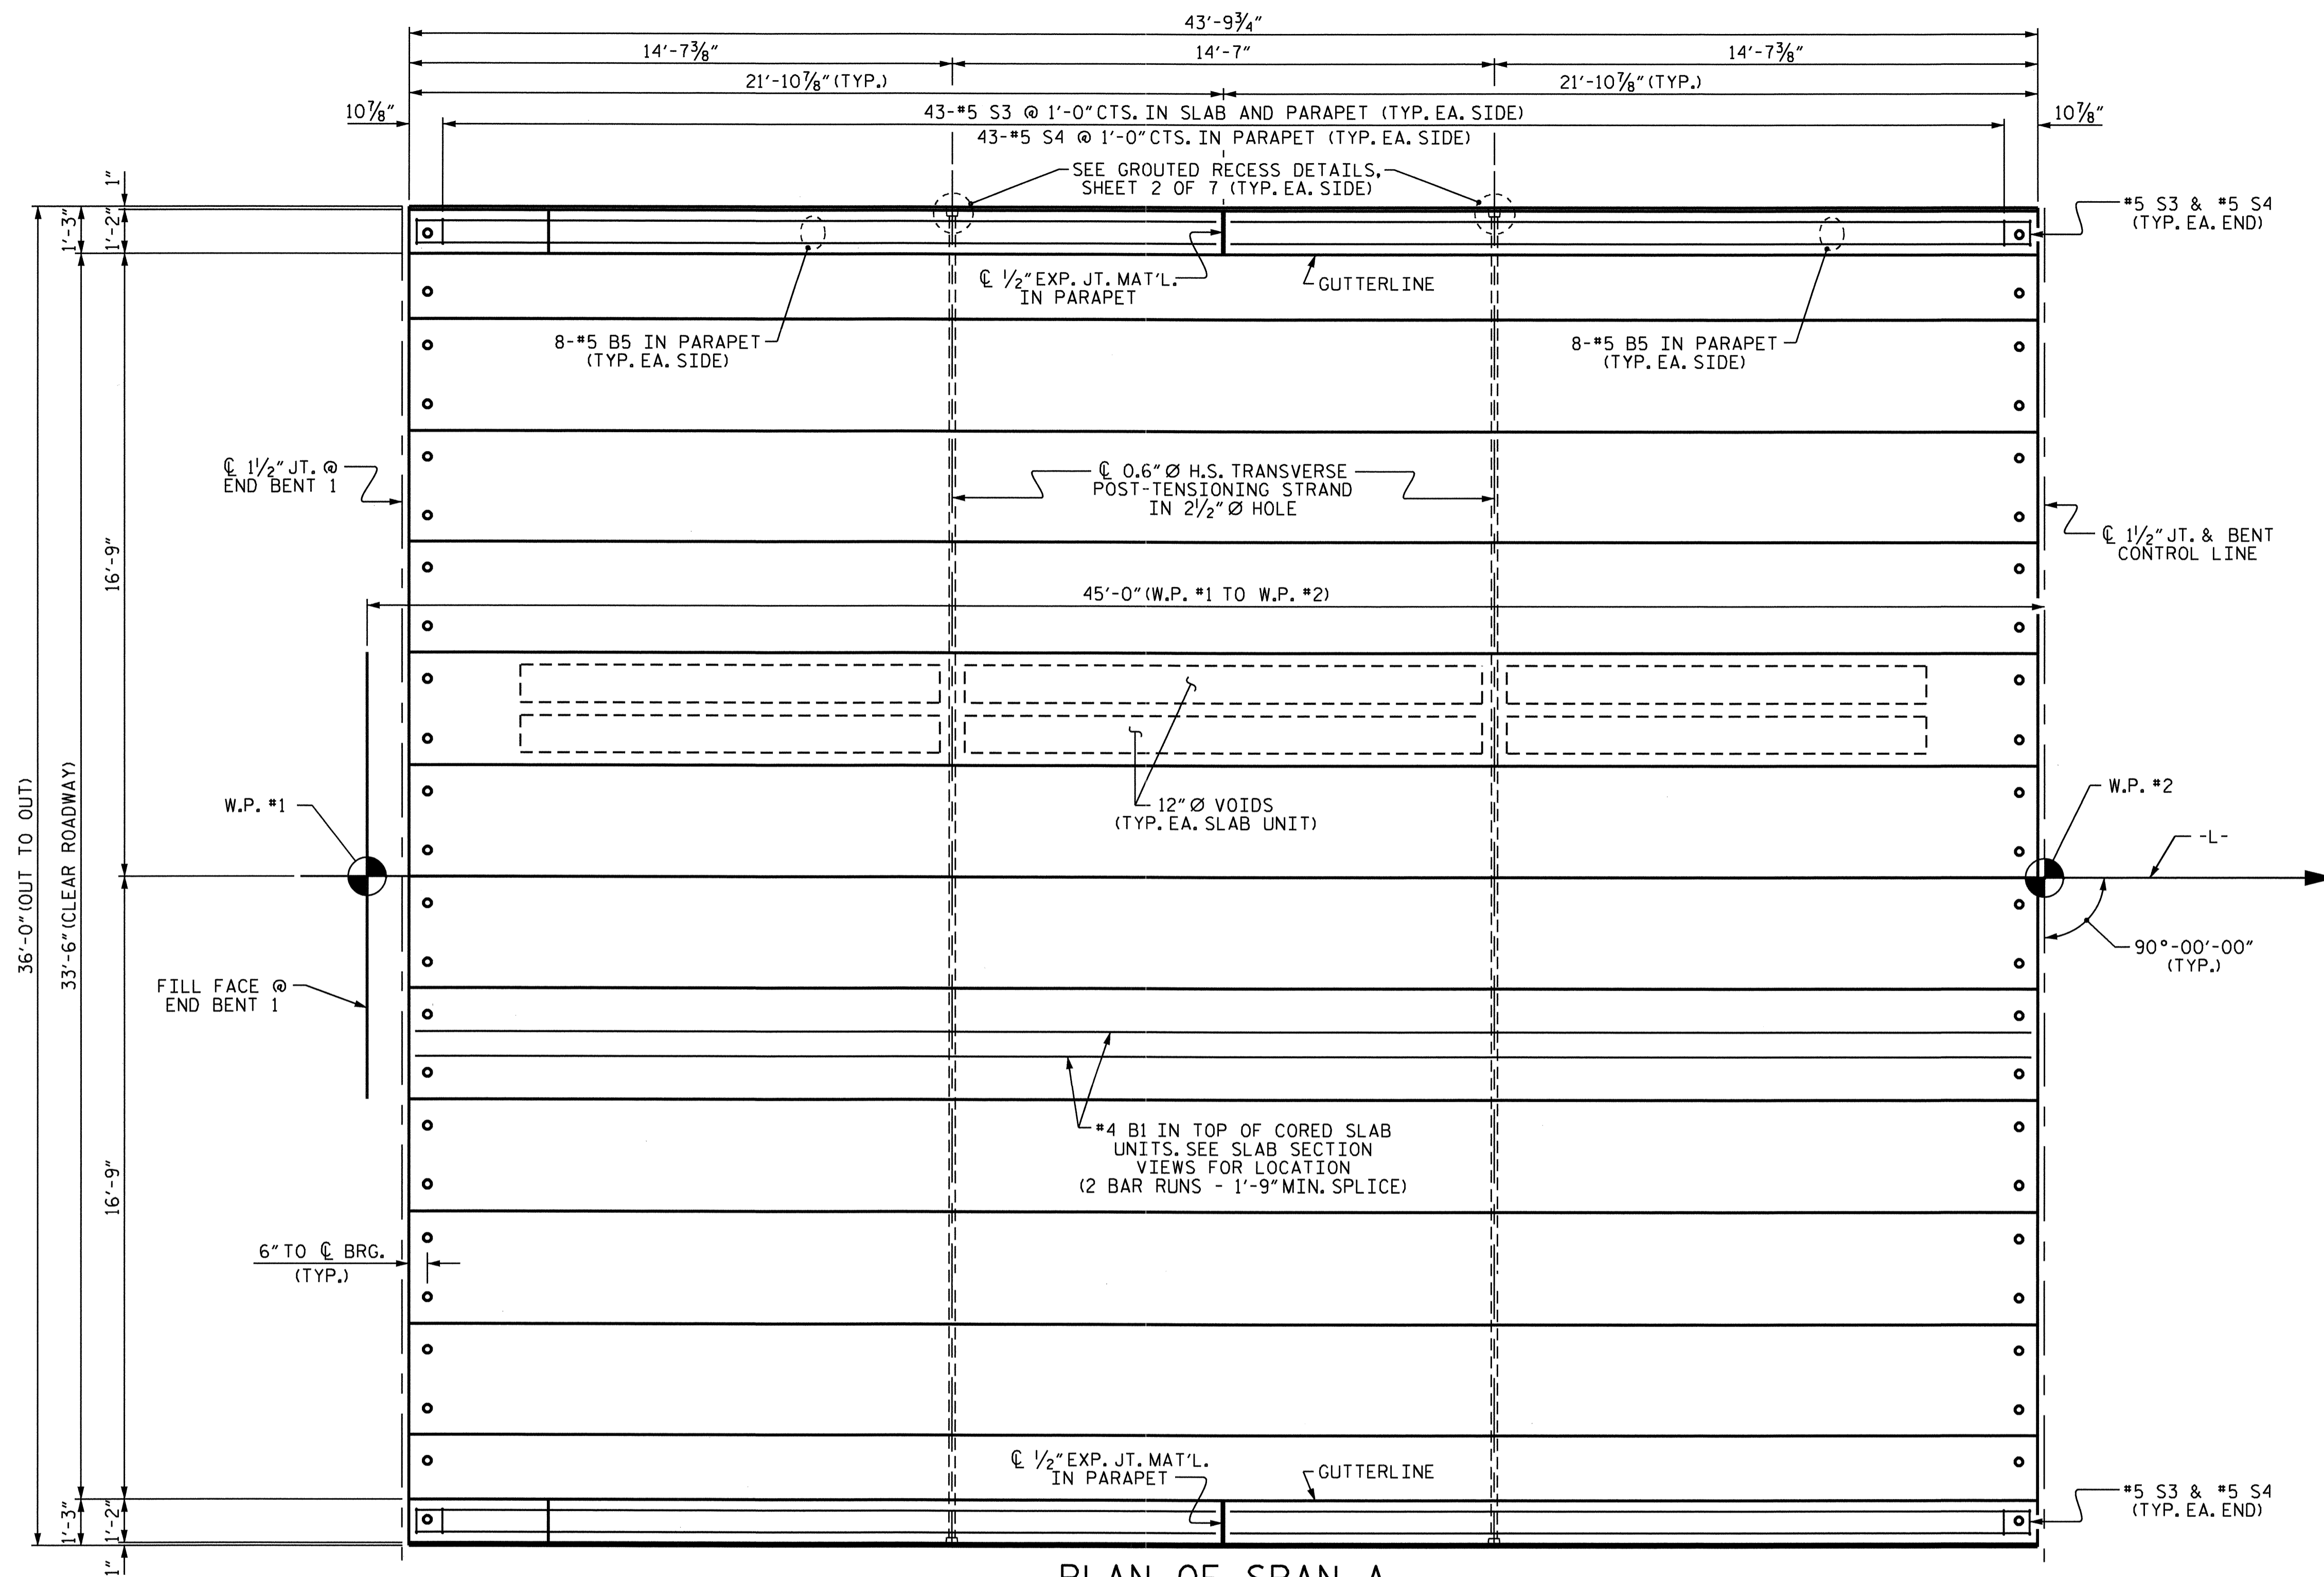 43'-9¾"
14'-7⅜"
14'-7"
14'-7⅜"
21'-10⅞" (TYP.)
21'-10⅞" (TYP.)
10⅞"
43-#5 S3 @ 1'-0" CTS. IN SLAB AND PARAPET (TYP. EA. SIDE)
10⅞"
43-#5 S4 @ 1'-0" CTS. IN PARAPET (TYP. EA. SIDE)
SEE GROUTED RECESS DETAILS,
SHEET 2 OF 7 (TYP. EA. SIDE)
1"
1'-3"
1'-2"
#5 S3 & #5 S4
(TYP. EA. END)
℄ ½" EXP. JT. MAT'L.
IN PARAPET
GUTTERLINE
8-#5 B5 IN PARAPET
(TYP. EA. SIDE)
8-#5 B5 IN PARAPET
(TYP. EA. SIDE)
℄ 1½" JT. @
END BENT 1
℄ 0.6" Ø H.S. TRANSVERSE
POST-TENSIONING STRAND
IN 2½" Ø HOLE
℄ 1½" JT. & BENT
CONTROL LINE
16'-9"
45'-0" (W.P. #1 TO W.P. #2)
36'-0" (OUT TO OUT)
33'-6" (CLEAR ROADWAY)
W.P. #1
12" Ø VOIDS
(TYP. EA. SLAB UNIT)
W.P. #2
-L-
90°-00'-00"
(TYP.)
FILL FACE @
END BENT 1
#4 B1 IN TOP OF CORED SLAB
UNITS. SEE SLAB SECTION
VIEWS FOR LOCATION
(2 BAR RUNS - 1'-9" MIN. SPLICE)
16'-9"
6" TO ℄ BRG.
(TYP.)
℄ ½" EXP. JT. MAT'L.
IN PARAPET
GUTTERLINE
#5 S3 & #5 S4
(TYP. EA. END)
1'-3"
1'-2"
1"
PLAN OF SPAN A